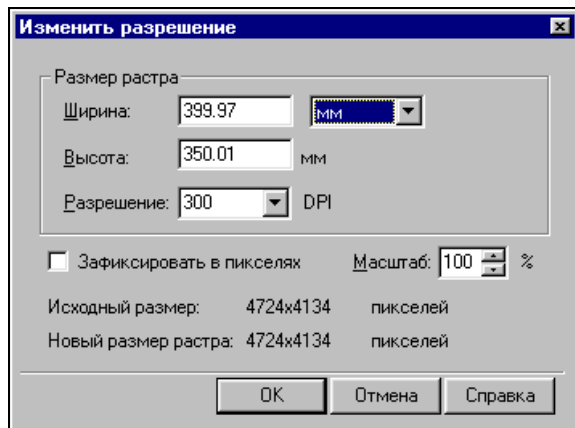 Изменить разрешение
Размер растра
Ширина: 399.97 мм
Высота: 350.01 мм
Разрешение: 300 DPI
Зафиксировать в пикселях Масштаб: 100 %
Исходный размер: 4724x4134 пикселей
Новый размер растра: 4724x4134 пикселей
OK Отмена Справка